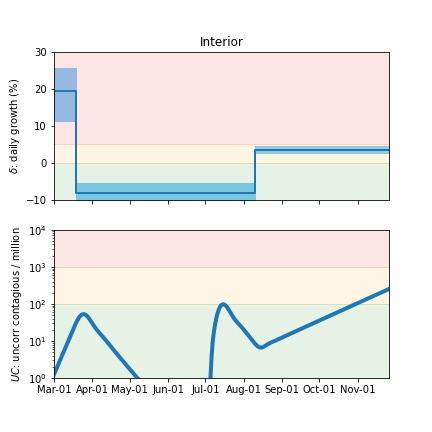 Interior
δ: daily growth (%)
30
20
10
0
−10
UC: uncorr contagious / million
10⁴
10³
10²
10¹
10⁰
Mar-01 Apr-01 May-01 Jun-01 Jul-01 Aug-01 Sep-01 Oct-01 Nov-01